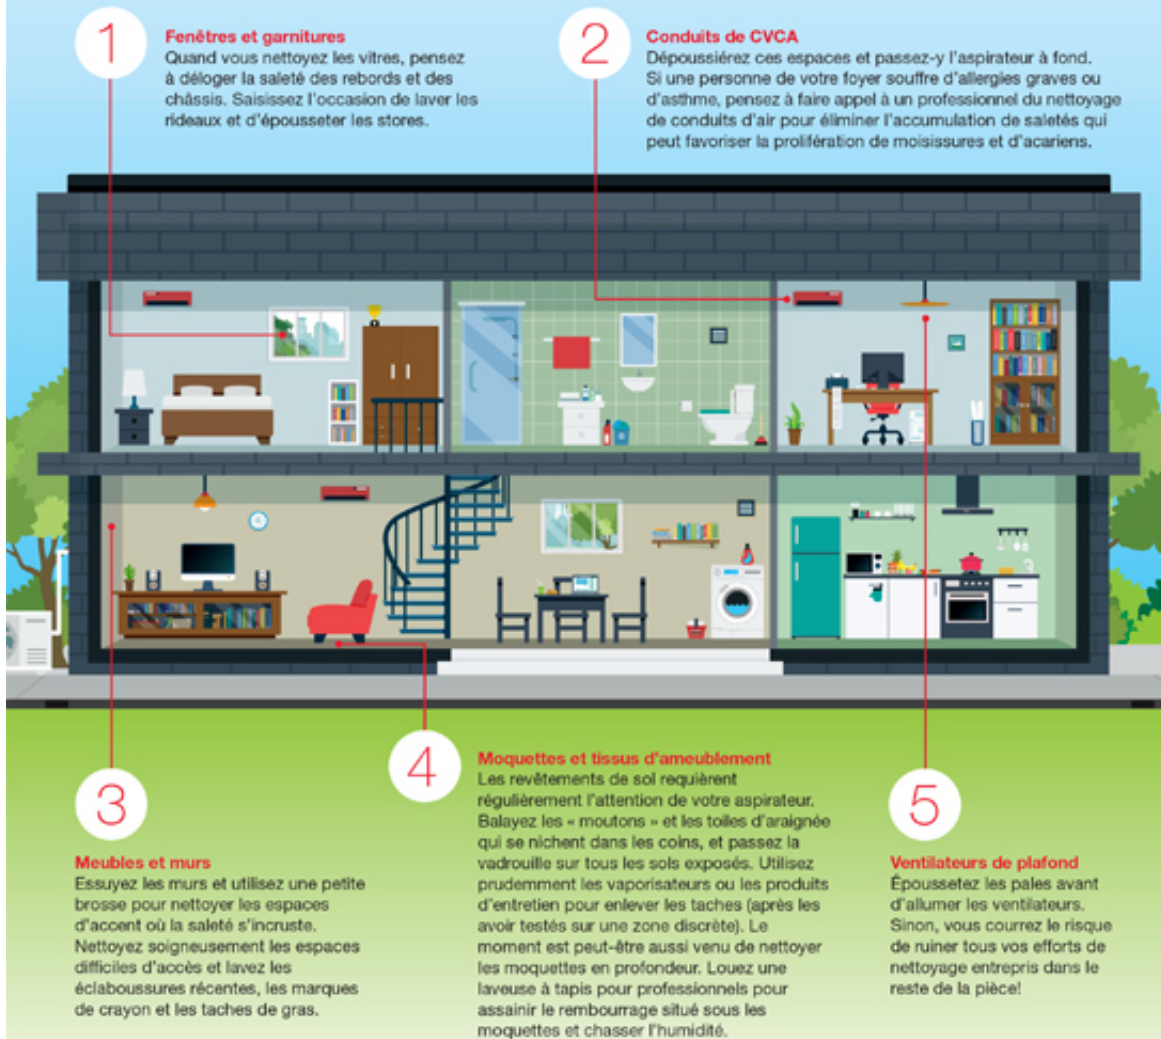 1
Fenêtres et garnitures
Quand vous nettoyez les vitres, pensez
à déloger la saleté des rebords et des
châssis. Saisissez l'occasion de laver les
rideaux et d'épousseter les stores.
2
Conduits de CVCA
Dépoussiérez ces espaces et passez-y l'aspirateur à fond.
Si une personne de votre foyer souffre d'allergies graves ou
d'asthme, pensez à faire appel à un professionnel du nettoyage
de conduits d'air pour éliminer l'accumulation de saletés qui
peut favoriser la prolifération de moisissures et d'acariens.
3
Meubles et murs
Essuyez les murs et utilisez une petite
brosse pour nettoyer les espaces
d'accent où la saleté s'incruste.
Nettoyez soigneusement les espaces
difficiles d'accès et lavez les
éclaboussures récentes, les marques
de crayon et les taches de gras.
4
Moquettes et tissus d'ameublement
Les revêtements de sol requièrent
régulièrement l'attention de votre aspirateur.
Balayez les « moutons » et les toiles d'araignée
qui se nichent dans les coins, et passez la
vadrouille sur tous les sols exposés. Utilisez
prudemment les vaporisateurs ou les produits
d'entretien pour enlever les taches (après les
avoir testés sur une zone discrète). Le
moment est peut-être aussi venu de nettoyer
les moquettes en profondeur. Louez une
laveuse à tapis pour professionnels pour
assainir le rembourrage situé sous les
moquettes et chasser l'humidité.
5
Ventilateurs de plafond
Époussetez les pales avant
d'allumer les ventilateurs.
Sinon, vous courrez le risque
de ruiner tous vos efforts de
nettoyage entrepris dans le
reste de la pièce!